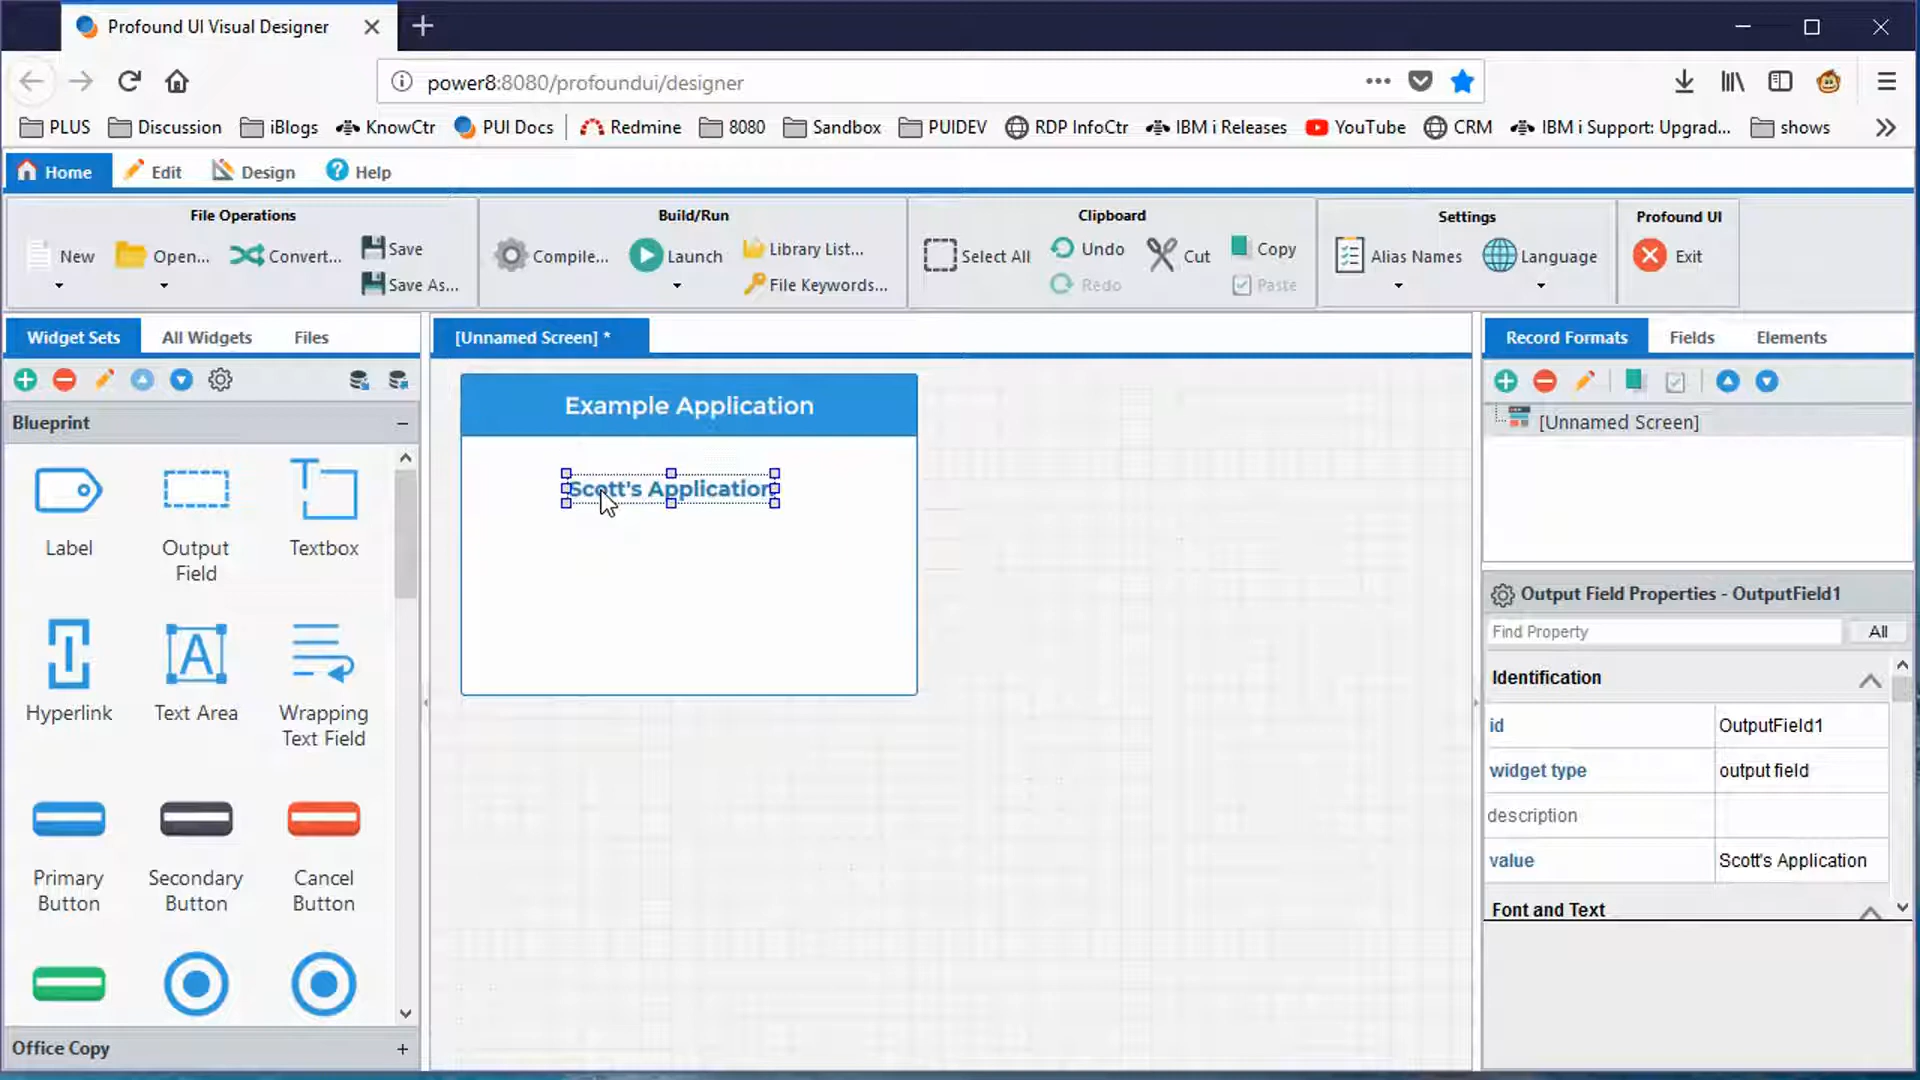 Profound UI Visual Designer
power8:8080/profoundui/designer
PLUS Discussion iBlogs KnowCtr PUI Docs Redmine 8080 Sandbox PUIDEV RDP InfoCtr IBM i Releases YouTube CRM IBM i Support: Upgrad... shows
Home Edit Design Help
File Operations Build/Run Clipboard Settings Profound UI
New Open... Convert... Save Compile... Launch Library List... Select All Undo Cut Copy Alias Names Language Exit
Save As... File Keywords... Redo Paste
Widget Sets All Widgets Files [Unnamed Screen] * Record Formats Fields Elements
Blueprint
Example Application
[Unnamed Screen]
Scott's Application
Label Output Field Textbox
Output Field Properties - OutputField1
Find Property All
Identification
id OutputField1
widget type output field
description
value Scott's Application
Font and Text
Hyperlink Text Area Wrapping Text Field
Primary Button Secondary Button Cancel Button
Office Copy